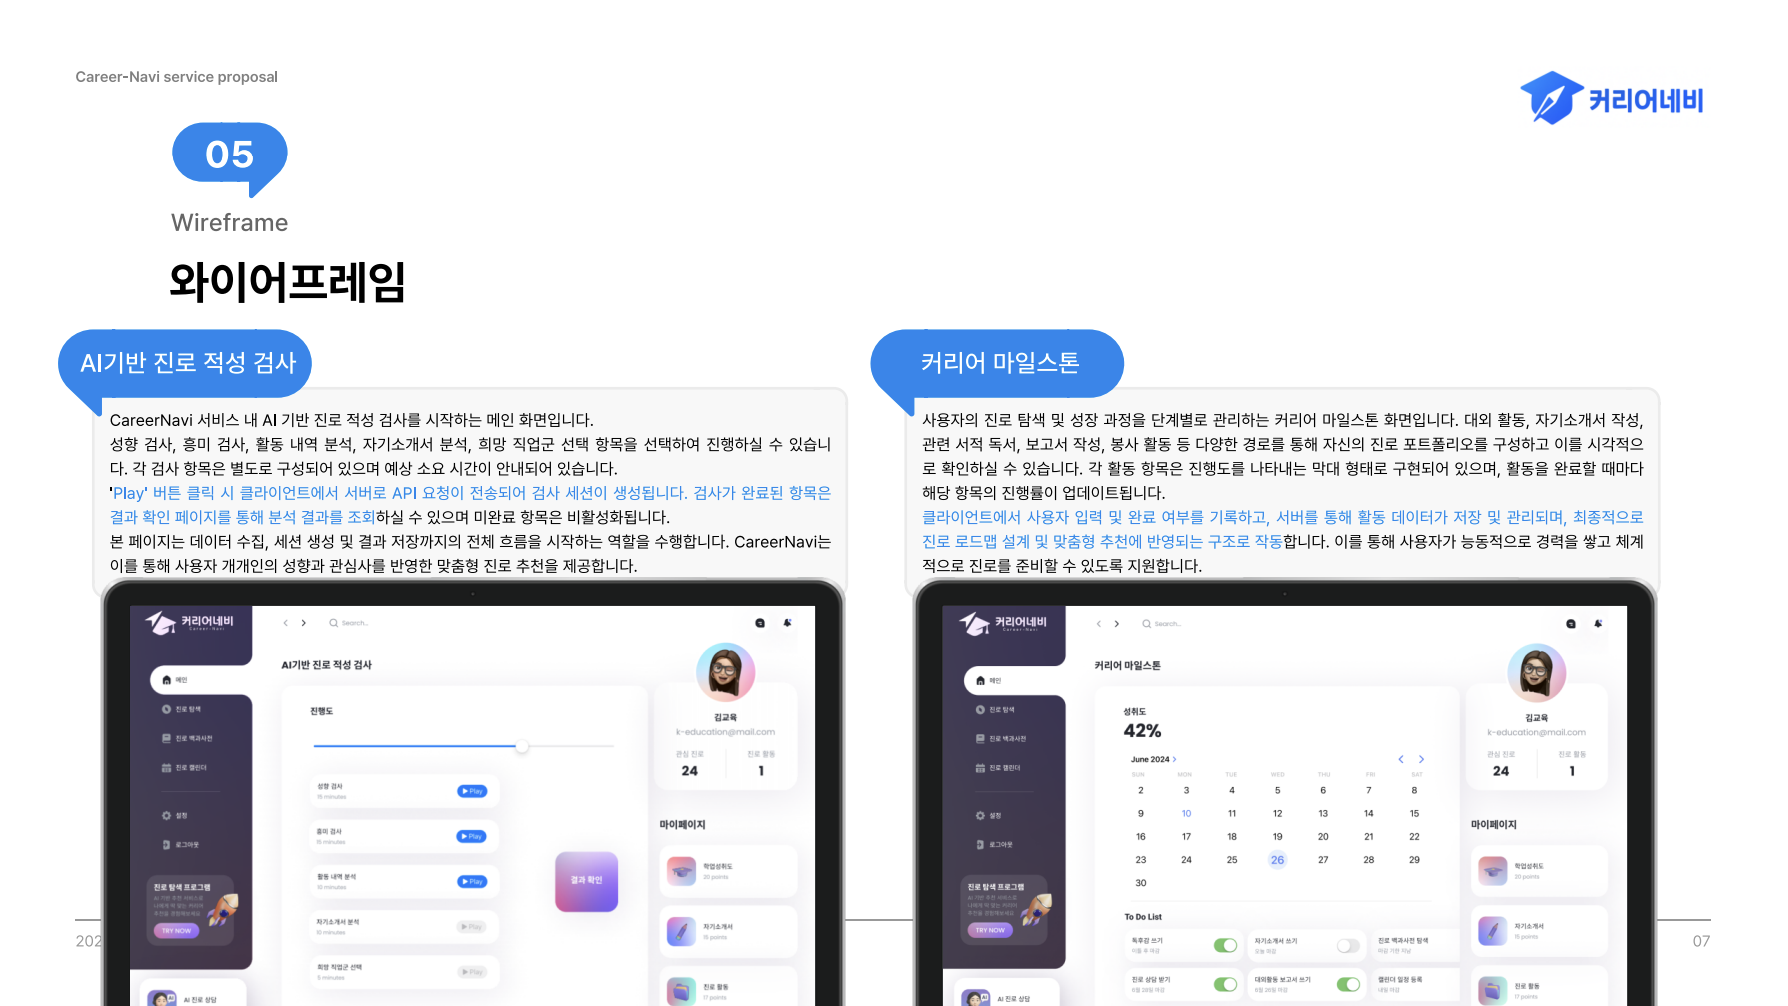 Career-Navi service proposal
커리어네비
05
Wireframe
와이어프레임
AI기반 진로 적성 검사
CareerNavi 서비스 내 AI 기반 진로 적성 검사를 시작하는 메인 화면입니다.
성향 검사, 흥미 검사, 활동 내역 분석, 자기소개서 분석, 희망 직업군 선택 항목을 선택하여 진행하실 수 있습니
다. 각 검사 항목은 별도로 구성되어 있으며 예상 소요 시간이 안내되어 있습니다.
'Play' 버튼 클릭 시 클라이언트에서 서버로 API 요청이 전송되어 검사 세션이 생성됩니다. 검사가 완료된 항목은
결과 확인 페이지를 통해 분석 결과를 조회하실 수 있으며 미완료 항목은 비활성화됩니다.
본 페이지는 데이터 수집, 세션 생성 및 결과 저장까지의 전체 흐름을 시작하는 역할을 수행합니다. CareerNavi는
이를 통해 사용자 개개인의 성향과 관심사를 반영한 맞춤형 진로 추천을 제공합니다.
커리어네비
Career-Navi
Search..
메인
진로 탐색
진로 백과사전
진로 캘린더
설정
로그아웃
진로 탐색 프로그램
TRY NOW
AI 진로 상담
AI기반 진로 적성 검사
진행도
성향 검사
15 minutes
Play
흥미 검사
15 minutes
Play
활동 내역 분석
10 minutes
Play
자기소개서 분석
10 minutes
Play
희망 직업군 선택
5 minutes
Play
결과 확인
김교육
k-education@mail.com
관심 진로
진로 활동
24
1
마이페이지
학업성취도
20 points
자기소개서
15 points
진로 활동
17 points
커리어 마일스톤
사용자의 진로 탐색 및 성장 과정을 단계별로 관리하는 커리어 마일스톤 화면입니다. 대외 활동, 자기소개서 작성,
관련 서적 독서, 보고서 작성, 봉사 활동 등 다양한 경로를 통해 자신의 진로 포트폴리오를 구성하고 이를 시각적으
로 확인하실 수 있습니다. 각 활동 항목은 진행도를 나타내는 막대 형태로 구현되어 있으며, 활동을 완료할 때마다
해당 항목의 진행률이 업데이트됩니다.
클라이언트에서 사용자 입력 및 완료 여부를 기록하고, 서버를 통해 활동 데이터가 저장 및 관리되며, 최종적으로
진로 로드맵 설계 및 맞춤형 추천에 반영되는 구조로 작동합니다. 이를 통해 사용자가 능동적으로 경력을 쌓고 체계
적으로 진로를 준비할 수 있도록 지원합니다.
커리어네비
Career-Navi
Search..
메인
진로 탐색
진로 백과사전
진로 캘린더
설정
로그아웃
진로 탐색 프로그램
TRY NOW
AI 진로 상담
커리어 마일스톤
성취도
42%
June 2024
SUN MON TUE WED THU FRI SAT
2 3 4 5 6 7 8
9 10 11 12 13 14 15
16 17 18 19 20 21 22
23 24 25 26 27 28 29
30
To Do List
독후감 쓰기
자기소개서 쓰기
진로 백과사전 탐색
진로 상담 받기
대외활동 보고서 쓰기
캘린더 일정 등록
김교육
k-education@mail.com
관심 진로
진로 활동
24
1
마이페이지
학업성취도
20 points
자기소개서
15 points
진로 활동
17 points
202
07